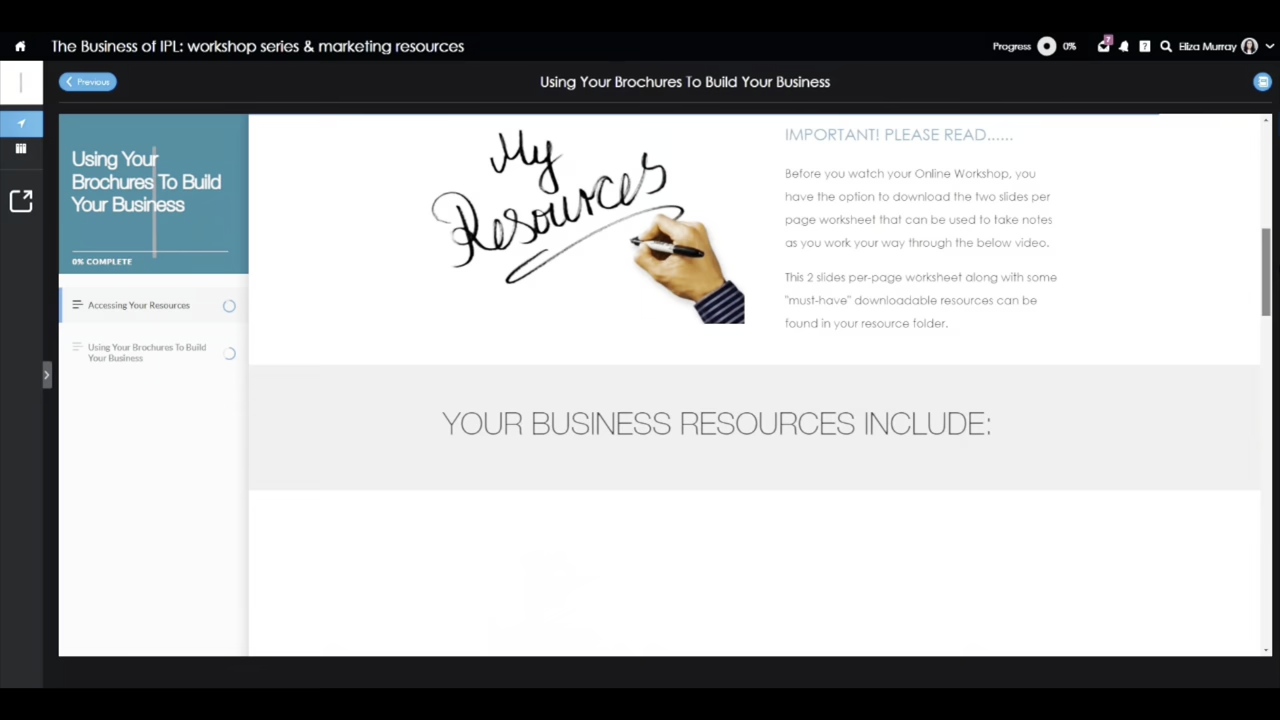 The Business of IPL: workshop series & marketing resources
Progress 0% 7 ? Eliza Murray
Previous
Using Your Brochures To Build Your Business
Using Your
Brochures To Build
Your Business
0% COMPLETE
Accessing Your Resources
Using Your Brochures To Build
Your Business
My
Resources
IMPORTANT! PLEASE READ......
Before you watch your Online Workshop, you
have the option to download the two slides per
page worksheet that can be used to take notes
as you work your way through the below video.
This 2 slides per-page worksheet along with some
"must-have" downloadable resources can be
found in your resource folder.
YOUR BUSINESS RESOURCES INCLUDE: